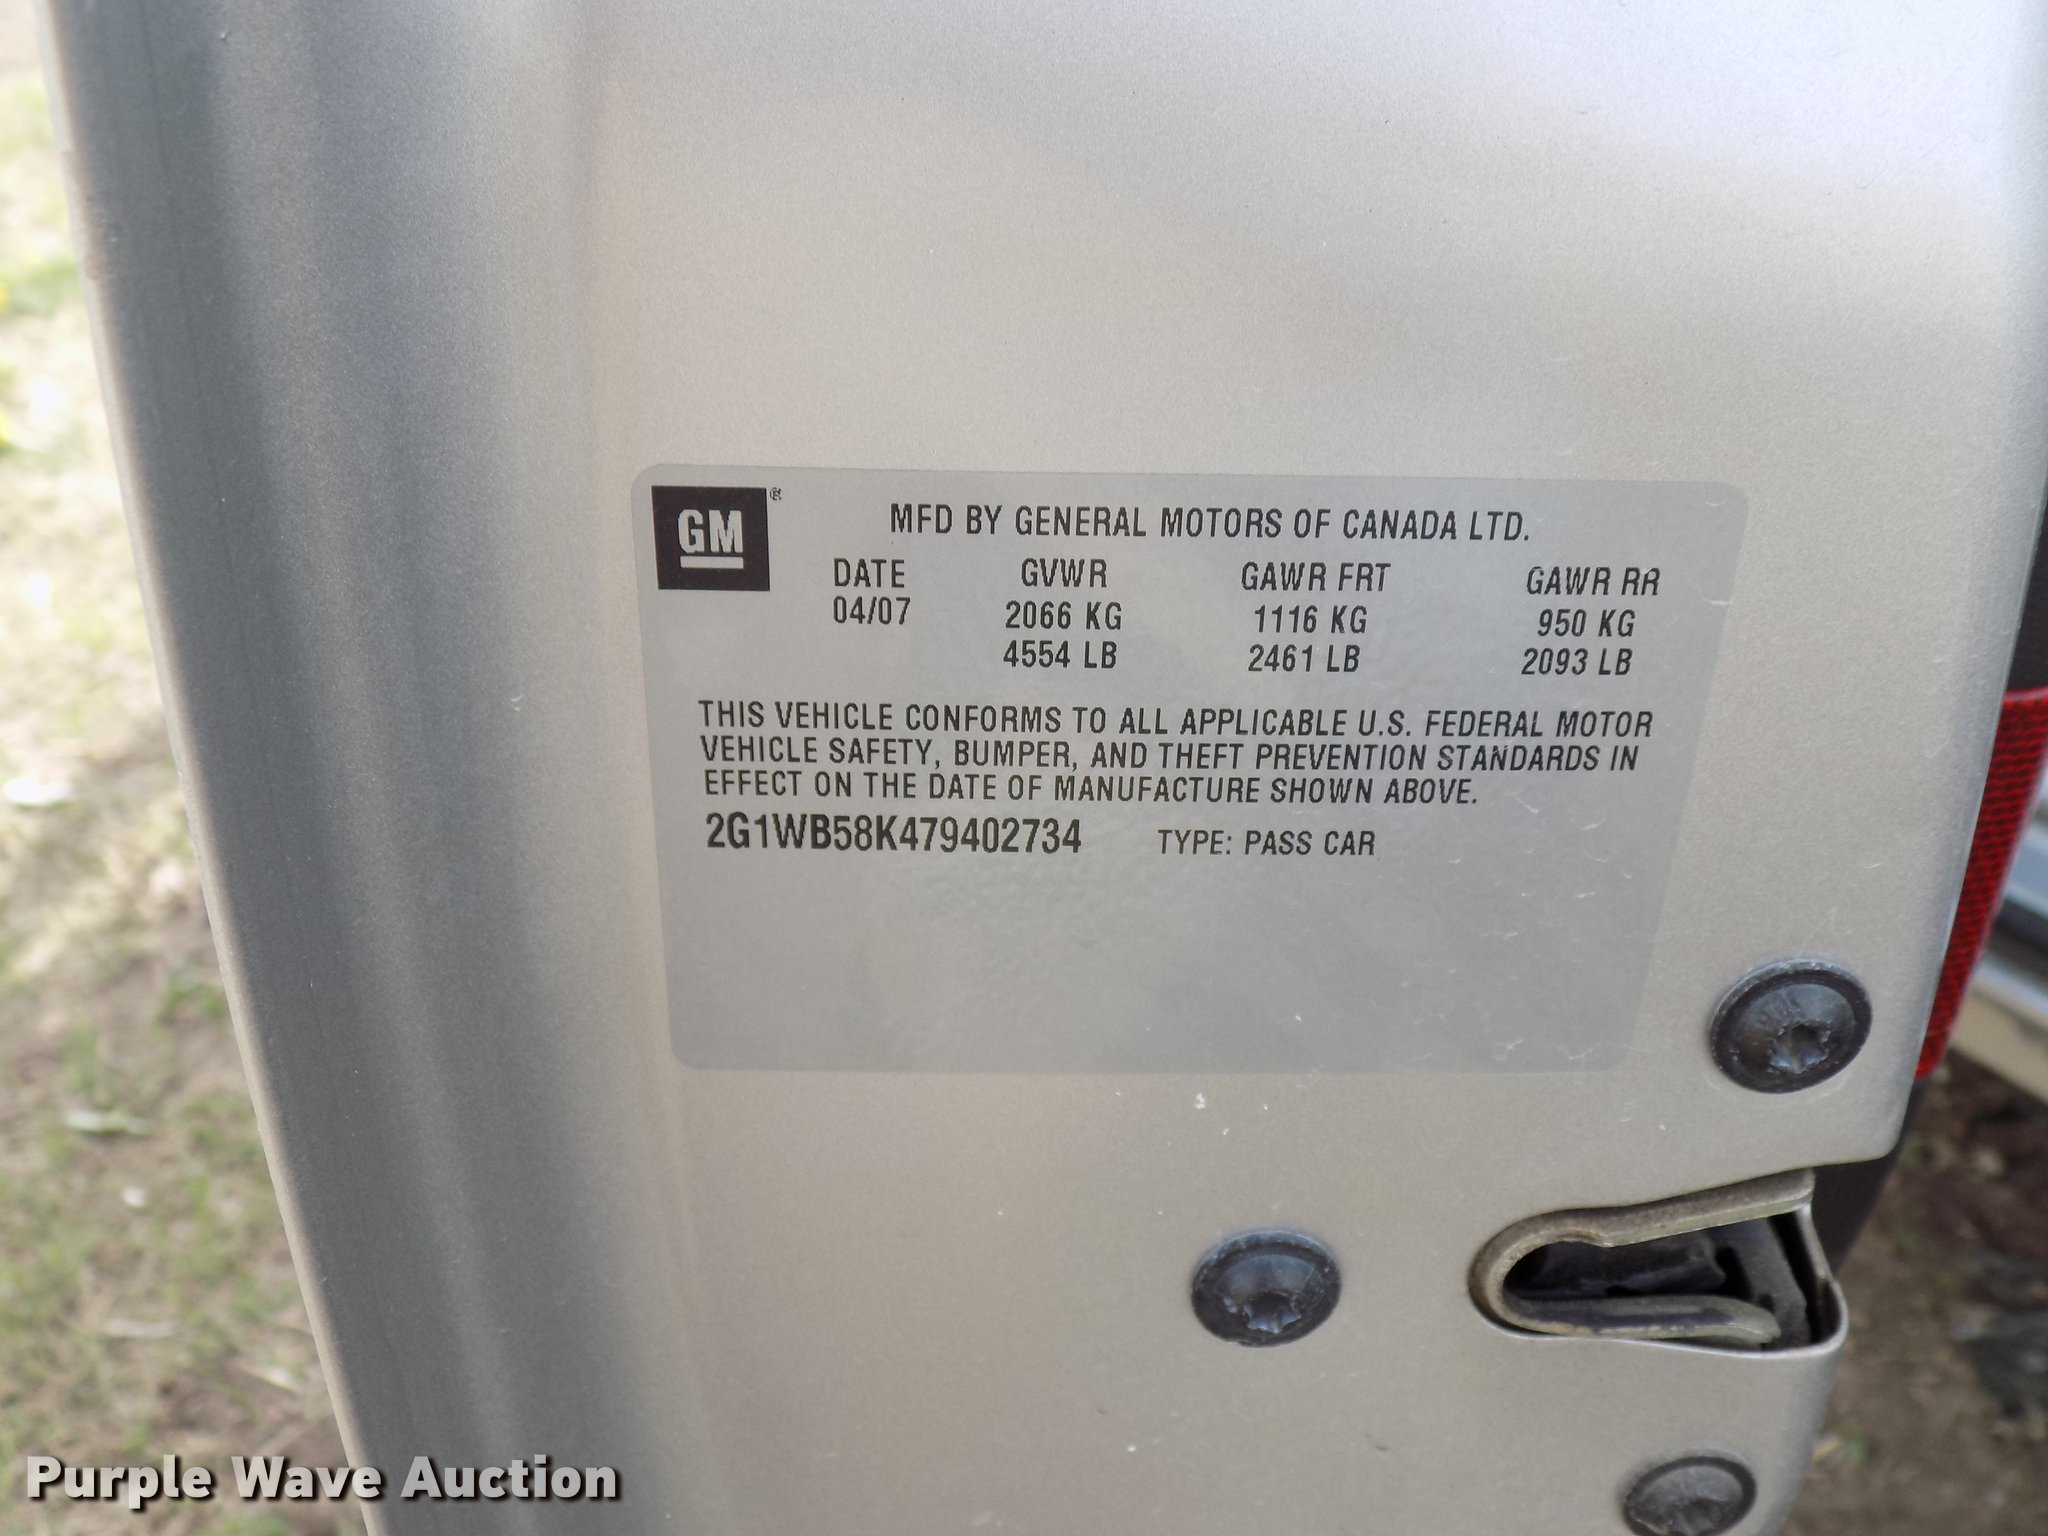 GM®
MFD BY GENERAL MOTORS OF CANADA LTD.
DATE GVWR GAWR FRT GAWR RR
04/07 2066 KG 1116 KG 950 KG
4554 LB 2461 LB 2093 LB
THIS VEHICLE CONFORMS TO ALL APPLICABLE U.S. FEDERAL MOTOR
VEHICLE SAFETY, BUMPER, AND THEFT PREVENTION STANDARDS IN
EFFECT ON THE DATE OF MANUFACTURE SHOWN ABOVE.
2G1WB58K479402734 TYPE: PASS CAR
Purple Wave Auction